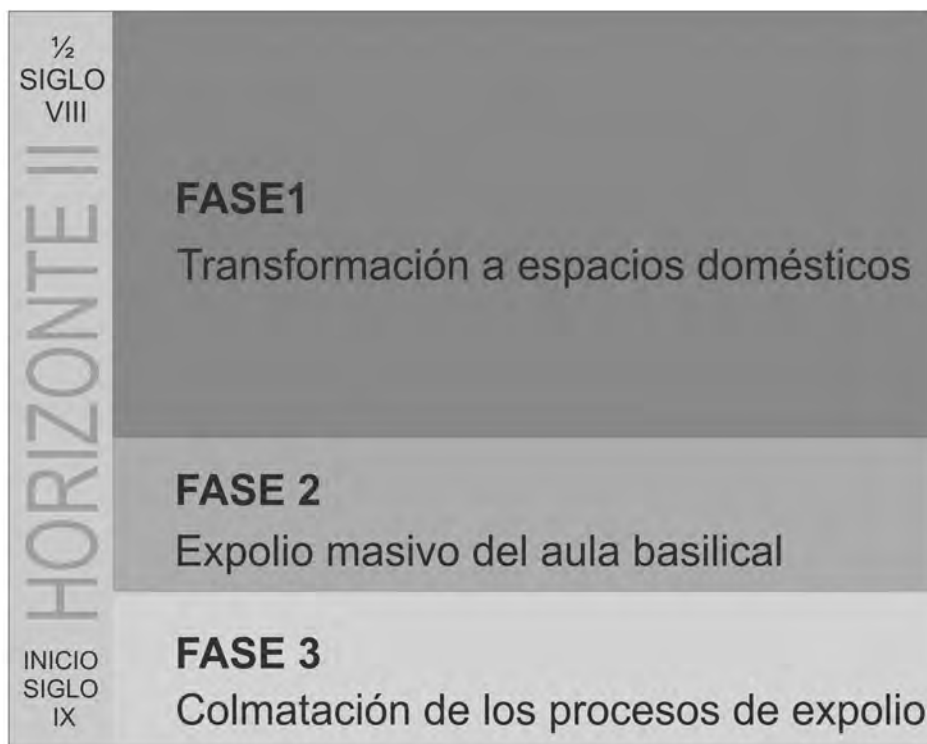 ½
SIGLO
VIII
HORIZONTE III
INICIO
SIGLO
IX
FASE1
Transformación a espacios domésticos
FASE 2
Expolio masivo del aula basilical
FASE 3
Colmatación de los procesos de expolio